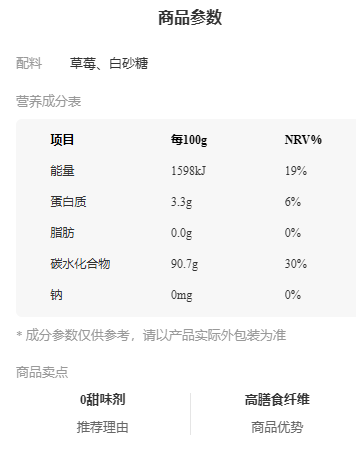 商品参数
配料 草莓、白砂糖
营养成分表
项目 每100g NRV%
能量 1598kJ 19%
蛋白质 3.3g 6%
脂肪 0.0g 0%
碳水化合物 90.7g 30%
钠 0mg 0%
* 成分参数仅供参考，请以产品实际外包装为准
商品卖点
0甜味剂 高膳食纤维
推荐理由 商品优势